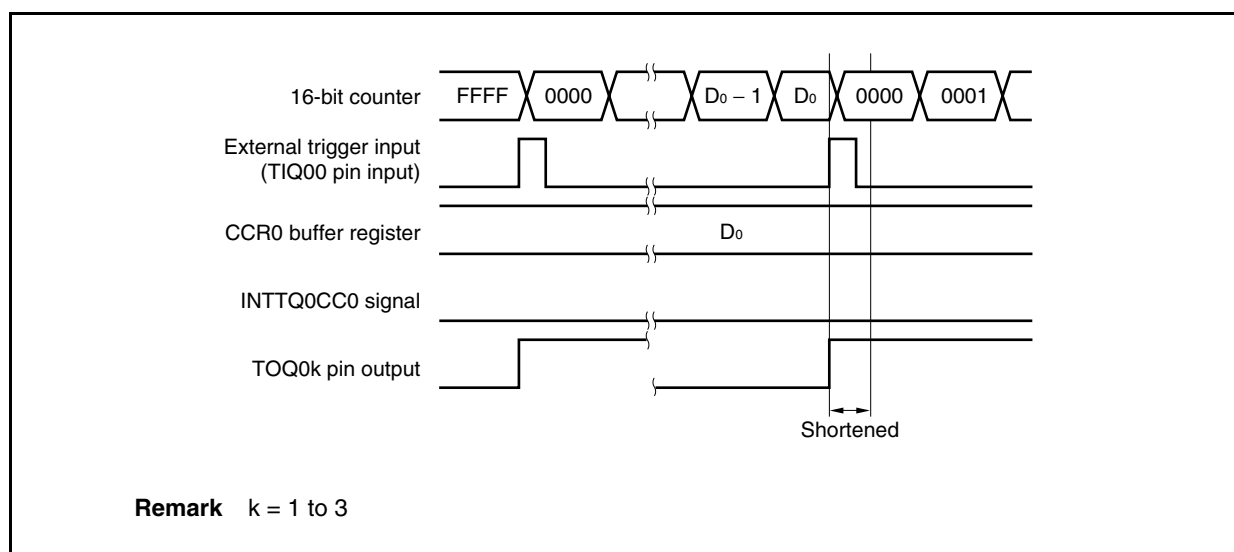 16-bit counter FFFF 0000 D0 − 1 D0 0000 0001
External trigger input
(TIQ00 pin input)
CCR0 buffer register D0
INTTQ0CC0 signal
TOQ0k pin output
Shortened
Remark k = 1 to 3